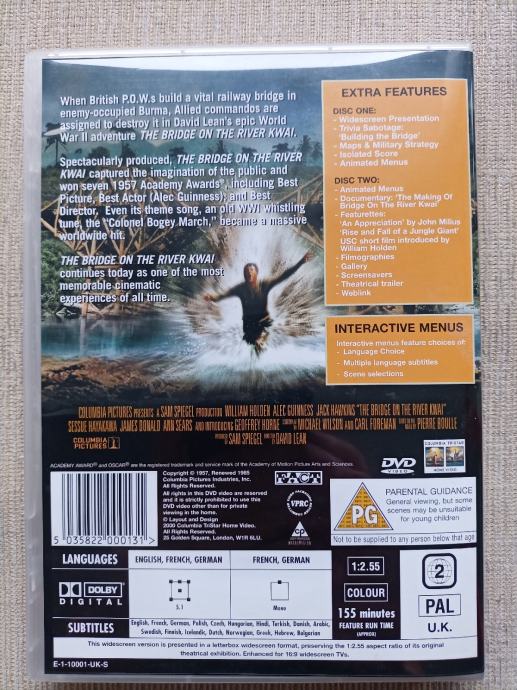 When British P.O.W.s build a vital railway bridge in
enemy-occupied Burma, Allied commandos are
assigned to destroy it in David Lean's epic World
War II adventure THE BRIDGE ON THE RIVER KWAI.
Spectacularly produced, THE BRIDGE ON THE RIVER
KWAI captured the imagination of the public and
won seven 1957 Academy Awards®, including Best
Picture, Best Actor (Alec Guinness); and Best
Director. Even its theme song, an old WWI whistling
tune, the "Colonel Bogey March," became a massive
worldwide hit.
THE BRIDGE ON THE RIVER KWAI
continues today as one of the most
memorable cinematic
experiences of all time.
EXTRA FEATURES
DISC ONE:
- Widescreen Presentation
- Trivia Sabotage:
'Building the Bridge'
- Maps & Military Strategy
- Isolated Score
- Animated Menus
DISC TWO:
- Animated Menus
- Documentary: 'The Making Of
Bridge On The River Kwai'
- Featurettes:
'An Appreciation' by John Milius
'Rise and Fall of a Jungle Giant'
USC short film introduced by
William Holden
- Filmographies
- Gallery
- Screensavers
- Theatrical trailer
- Weblink
INTERACTIVE MENUS
Interactive menus feature choices of:
- Language Choice
- Multiple language subtitles
- Scene selections
COLUMBIA PICTURES PRESENTS A SAM SPIEGEL PRODUCTION WILLIAM HOLDEN ALEC GUINNESS JACK HAWKINS "THE BRIDGE ON THE RIVER KWAI"
SESSUE HAYAKAWA JAMES DONALD ANN SEARS AND INTRODUCING GEOFFREY HORNE MICHAEL WILSON AND CARL FOREMAN PIERRE BOULLE
SAM SPIEGEL DAVID LEAN
COLUMBIA
PICTURES
ACADEMY AWARD® and OSCAR® are the registered trademark and service mark of the Academy of Motion Picture Arts and Sciences.
DVD
VIDEO
COLUMBIA TRISTAR
HOME VIDEO
Copyright © 1957, Renewed 1985
Columbia Pictures Industries, Inc.
All Rights Reserved.
All rights in this DVD video are reserved
and it is strictly prohibited to use this
DVD video other than for private
viewing in the home.
© Layout and Design
2000 Columbia TriStar Home Video.
All Rights Reserved.
25 Golden Square, London, W1R 6LU.
5 035822 000131 >
FACT
VPRC
PG
PARENTAL GUIDANCE
General viewing, but some
scenes may be unsuitable
for young children
Not to be supplied to any person below that age
LANGUAGES
ENGLISH, FRENCH, GERMAN
FRENCH, GERMAN
DOLBY
DIGITAL
5.1
Mono
SUBTITLES
English, French, German, Polish, Czech, Hungarian, Hindi, Turkish, Danish, Arabic,
Swedish, Finnish, Icelandic, Dutch, Norwegian, Greek, Hebrew, Bulgarian
1:2.55
COLOUR
155 minutes
FEATURE RUN TIME
(APPROX)
2
PAL
U.K.
This widescreen version is presented in a letterbox widescreen format, preserving the 1:2.55 aspect ratio of its original
theatrical exhibition. Enhanced for 16:9 widescreen TVs.
E-1-10001-UK-S